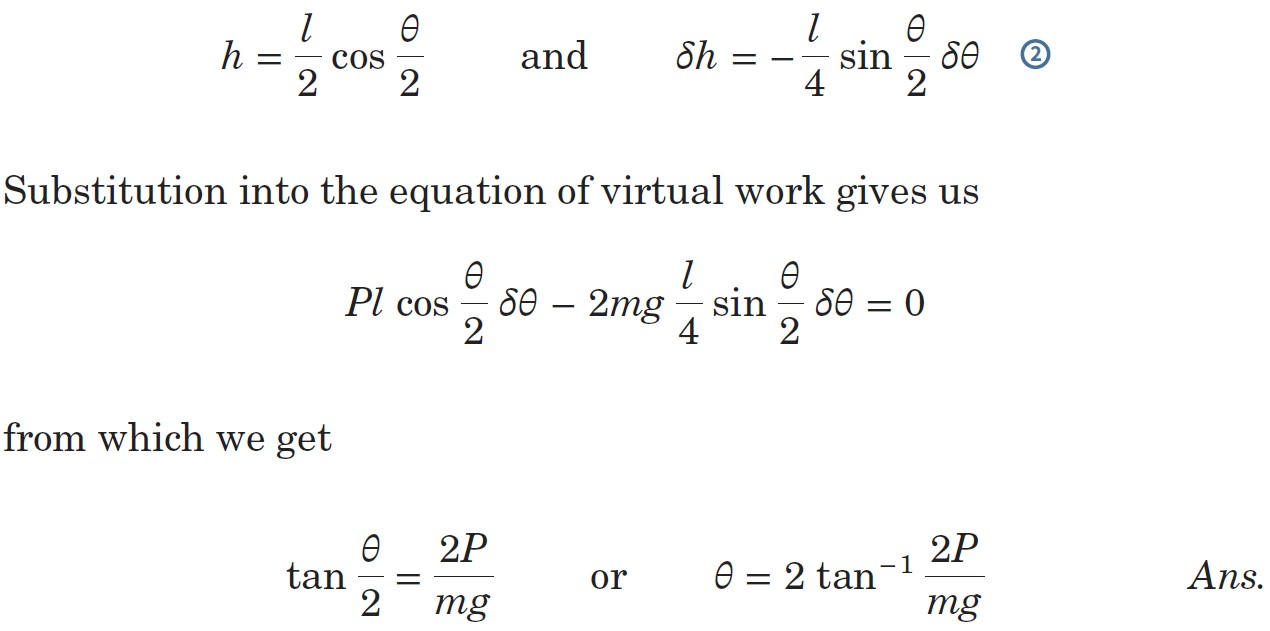 h = l/2 cos θ/2 and δh = − l/4 sin θ/2 δθ ②
Substitution into the equation of virtual work gives us
Pl cos θ/2 δθ − 2mg l/4 sin θ/2 δθ = 0
from which we get
tan θ/2 = 2P/mg or θ = 2 tan⁻¹ 2P/mg Ans.